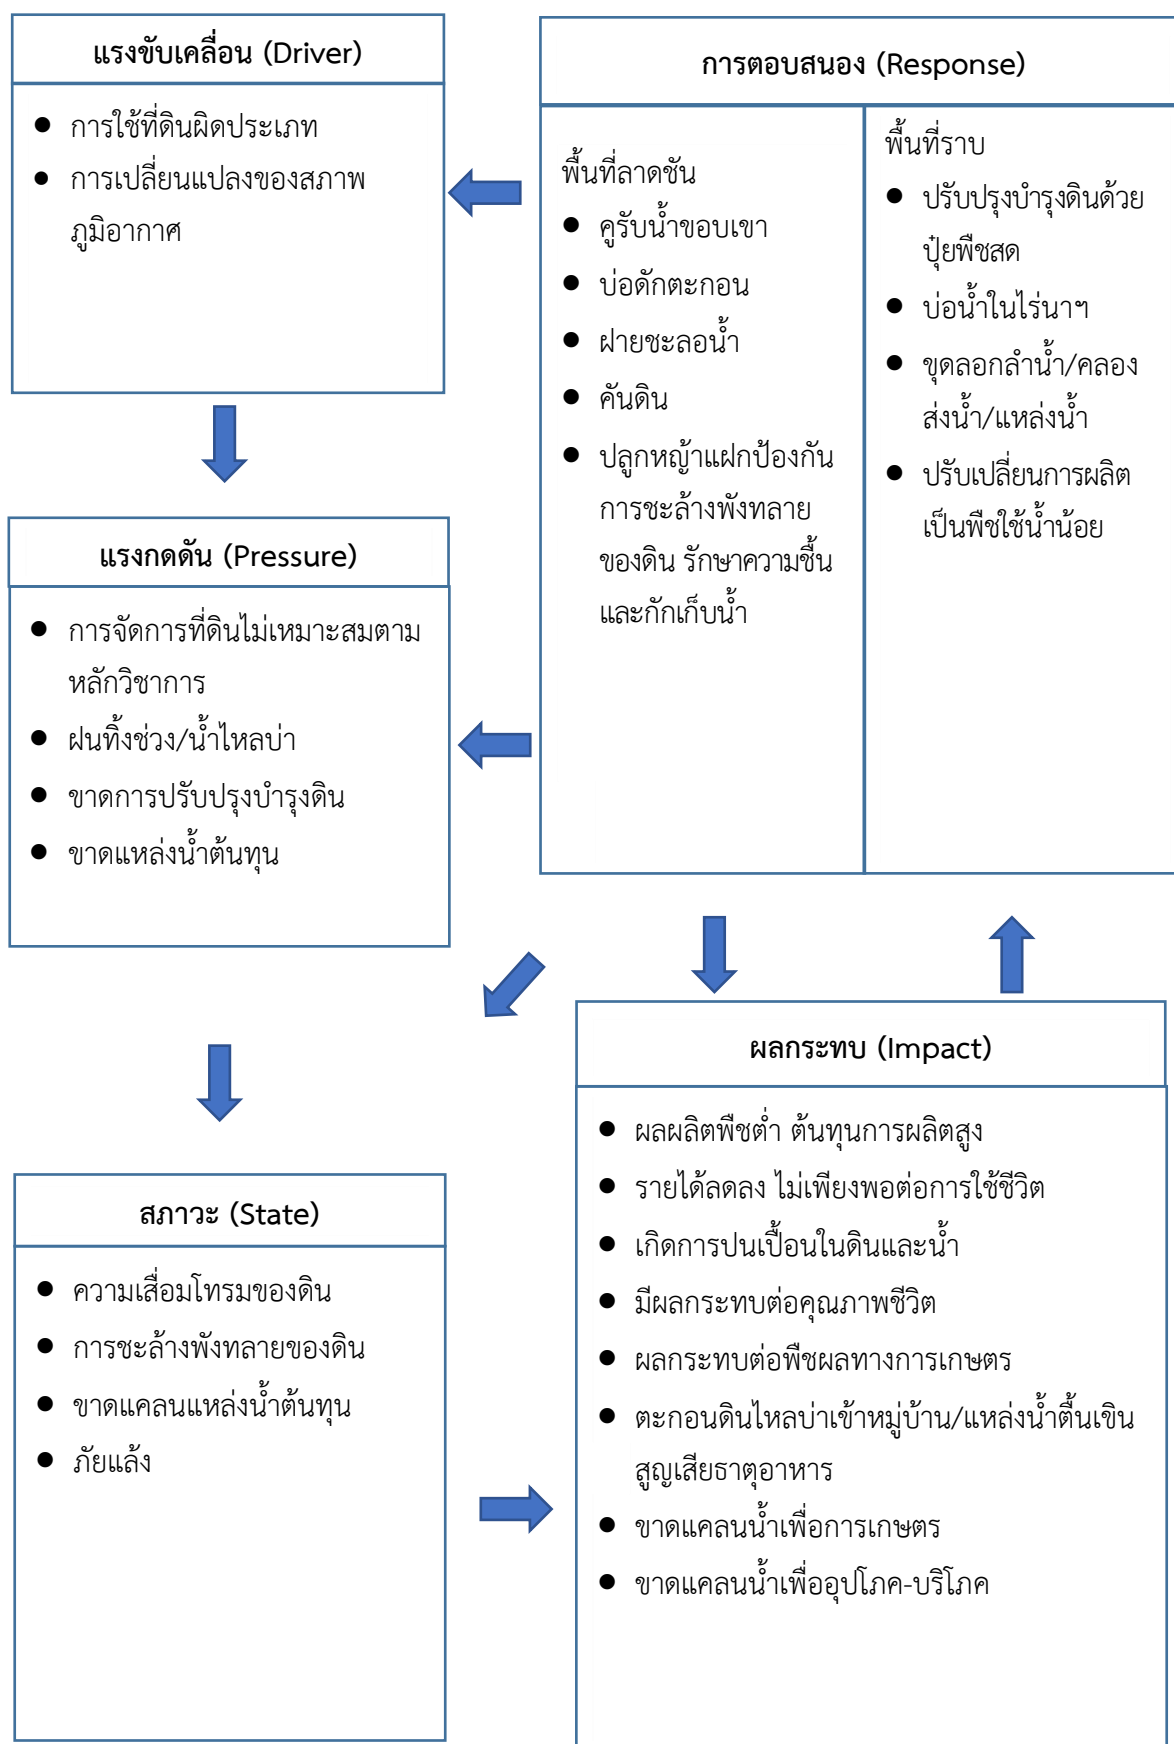 แรงขับเคลื่อน (Driver)
● การใช้ที่ดินผิดประเภท
● การเปลี่ยนแปลงของสภาพ
ภูมิอากาศ
การตอบสนอง (Response)
พื้นที่ลาดชัน
● คูรับน้ำขอบเขา
● บ่อดักตะกอน
● ฝายชะลอน้ำ
● คันดิน
● ปลูกหญ้าแฝกป้องกัน
การชะล้างพังทลาย
ของดิน รักษาความชื้น
และกักเก็บน้ำ
พื้นที่ราบ
● ปรับปรุงบำรุงดินด้วย
ปุ๋ยพืชสด
● บ่อน้ำในไร่นาฯ
● ขุดลอกลำน้ำ/คลอง
ส่งน้ำ/แหล่งน้ำ
● ปรับเปลี่ยนการผลิต
เป็นพืชใช้น้ำน้อย
แรงกดดัน (Pressure)
● การจัดการที่ดินไม่เหมาะสมตาม
หลักวิชาการ
● ฝนทิ้งช่วง/น้ำไหลบ่า
● ขาดการปรับปรุงบำรุงดิน
● ขาดแหล่งน้ำต้นทุน
สภาวะ (State)
● ความเสื่อมโทรมของดิน
● การชะล้างพังทลายของดิน
● ขาดแคลนแหล่งน้ำต้นทุน
● ภัยแล้ง
ผลกระทบ (Impact)
● ผลผลิตพืชต่ำ ต้นทุนการผลิตสูง
● รายได้ลดลง ไม่เพียงพอต่อการใช้ชีวิต
● เกิดการปนเปื้อนในดินและน้ำ
● มีผลกระทบต่อคุณภาพชีวิต
● ผลกระทบต่อพืชผลทางการเกษตร
● ตะกอนดินไหลบ่าเข้าหมู่บ้าน/แหล่งน้ำตื้นเขิน
สูญเสียธาตุอาหาร
● ขาดแคลนน้ำเพื่อการเกษตร
● ขาดแคลนน้ำเพื่ออุปโภค-บริโภค